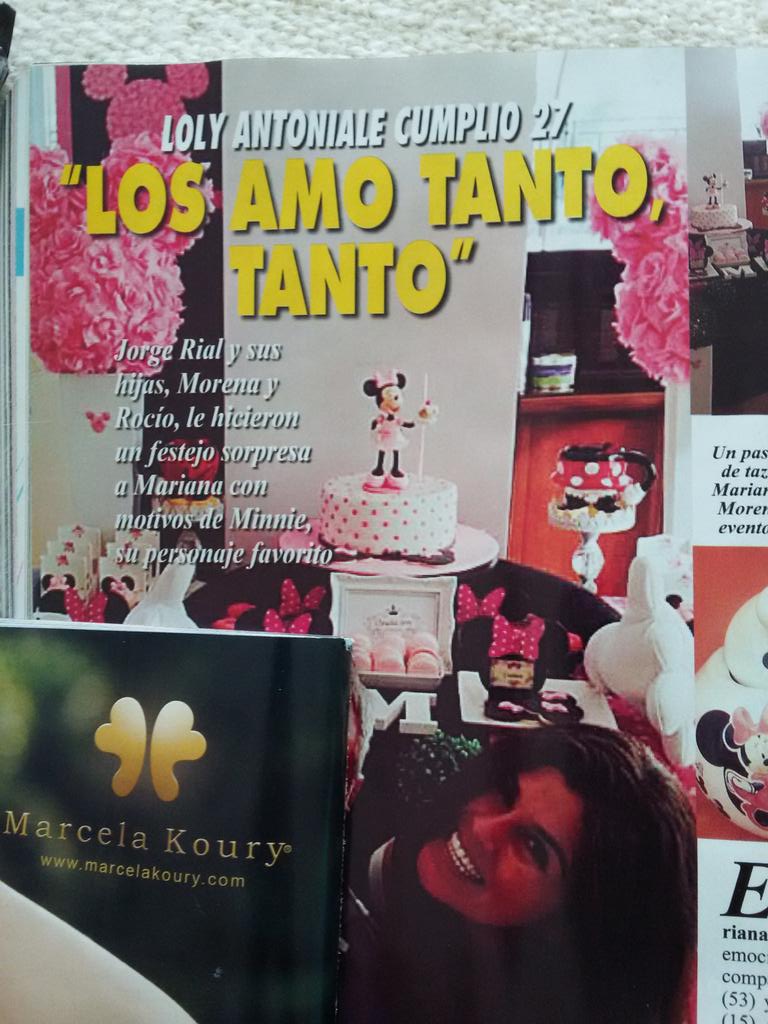 LOLY ANTONIALE CUMPLIO 27
"LOS AMO TANTO,
TANTO"
Jorge Rial y sus
hijas, Morena y
Rocío, le hicieron
un festejo sorpresa
a Mariana con
motivos de Minnie,
su personaje favorito
M
Marcela Koury®
www.marcelakoury.com
Un pas
de taz
Marian
Moren
evento
E
riana
emoc
comp
(53) y
(15)